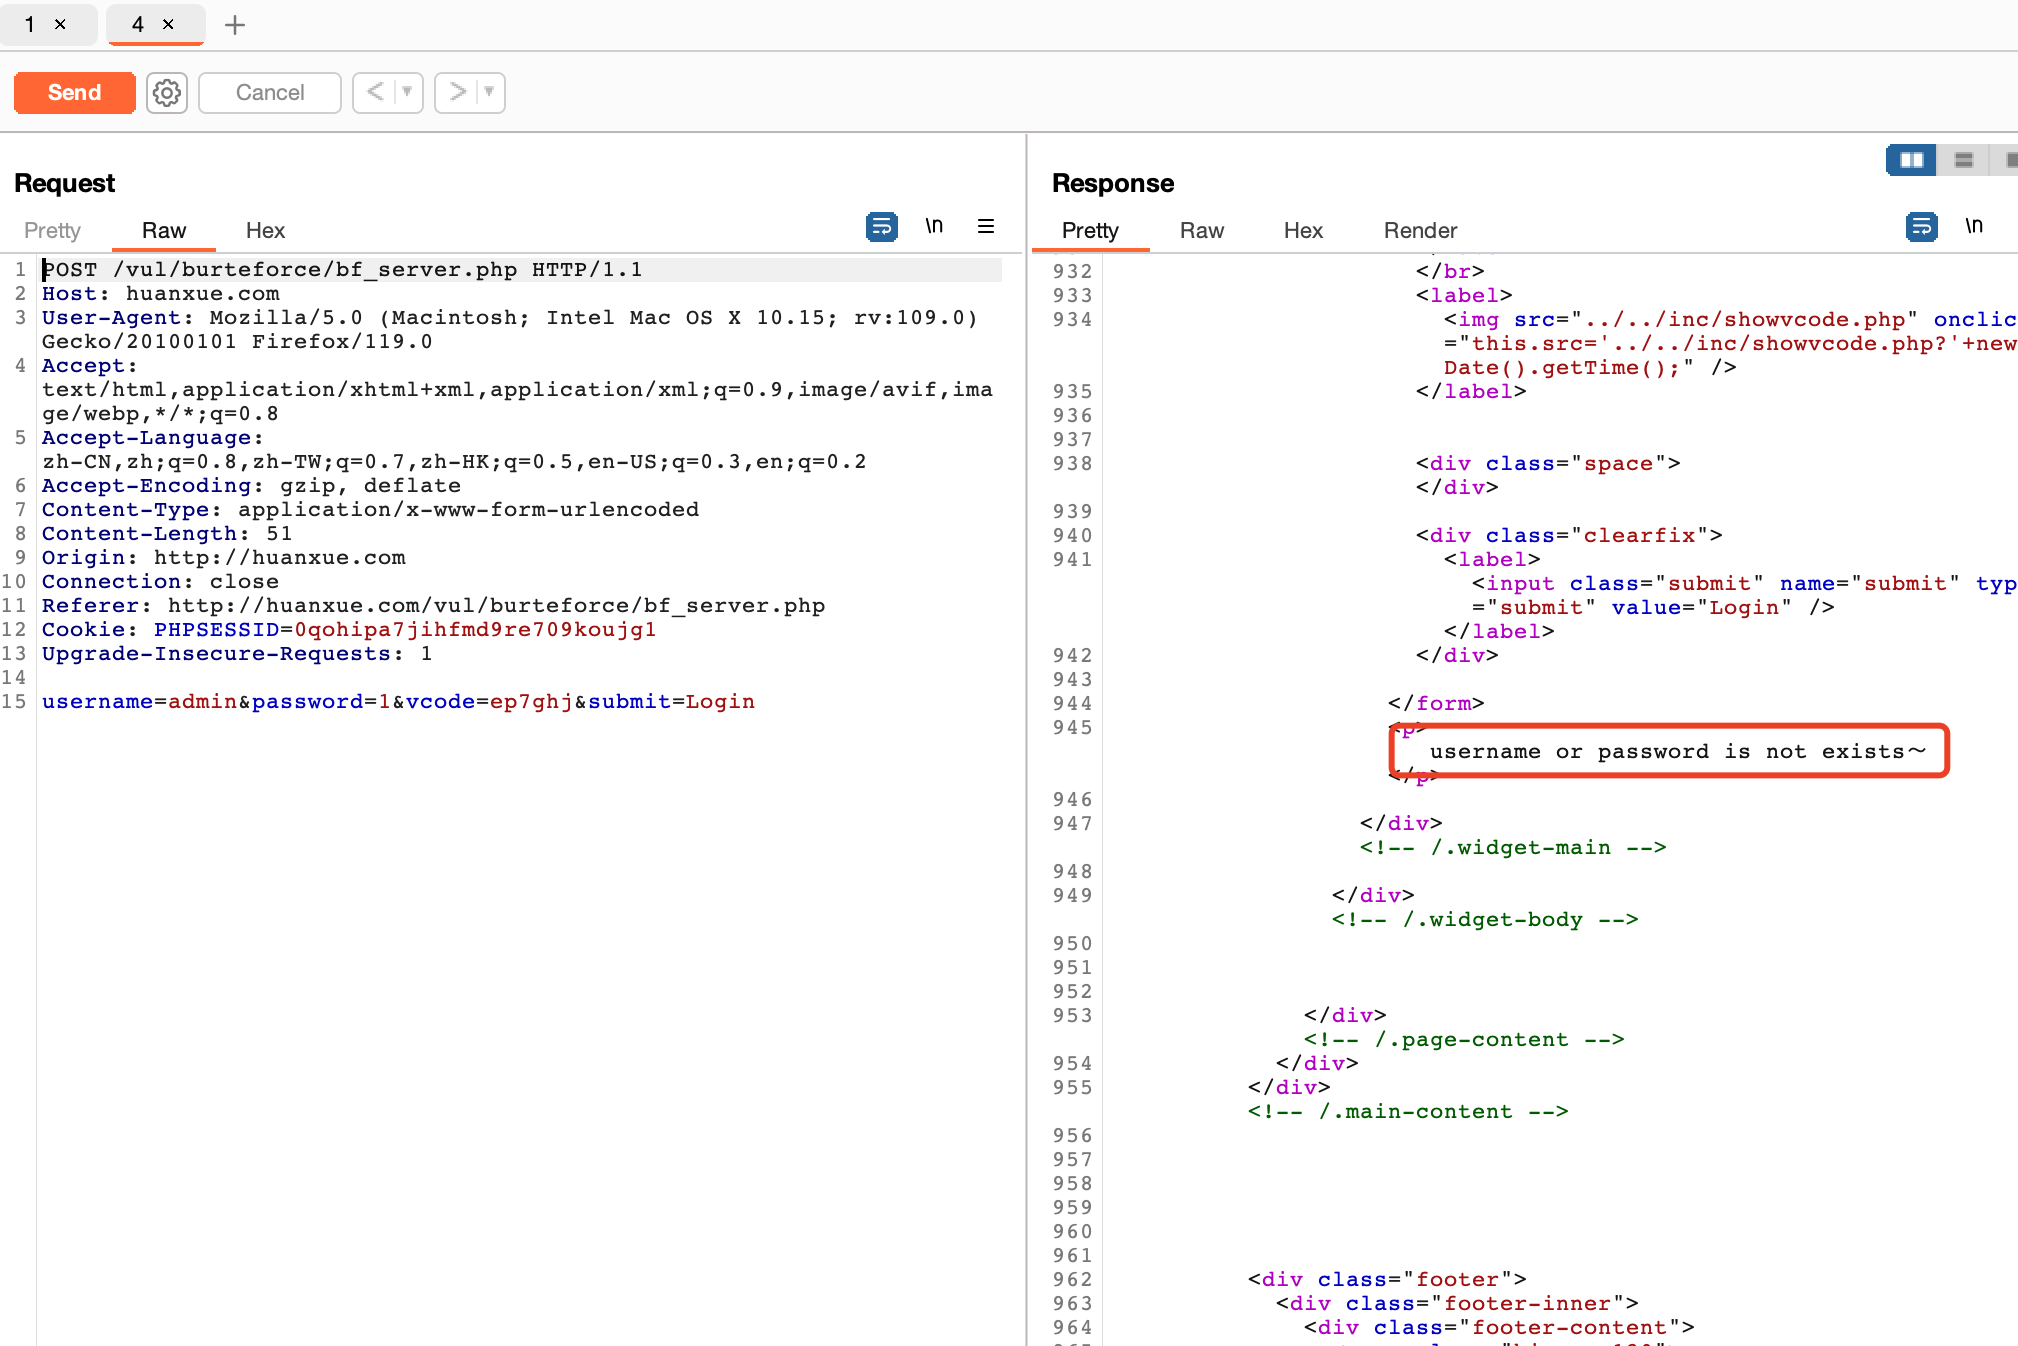 1 ×
4 ×
+
Send
Cancel
< ▼
> ▼
Request
Pretty Raw Hex
\n
1 POST /vul/burteforce/bf_server.php HTTP/1.1
2 Host: huanxue.com
3 User-Agent: Mozilla/5.0 (Macintosh; Intel Mac OS X 10.15; rv:109.0)
Gecko/20100101 Firefox/119.0
4 Accept:
text/html,application/xhtml+xml,application/xml;q=0.9,image/avif,ima
ge/webp,*/*;q=0.8
5 Accept-Language:
zh-CN,zh;q=0.8,zh-TW;q=0.7,zh-HK;q=0.5,en-US;q=0.3,en;q=0.2
6 Accept-Encoding: gzip, deflate
7 Content-Type: application/x-www-form-urlencoded
8 Content-Length: 51
9 Origin: http://huanxue.com
10 Connection: close
11 Referer: http://huanxue.com/vul/burteforce/bf_server.php
12 Cookie: PHPSESSID=0qohipa7jihfmd9re709koujg1
13 Upgrade-Insecure-Requests: 1
14
15 username=admin&password=1&vcode=ep7ghj&submit=Login
Response
Pretty Raw Hex Render
\n
932 </br>
933 <label>
934 <img src="../../inc/showvcode.php" onclic
="this.src='../../inc/showvcode.php?'+new
Date().getTime();" />
935 </label>
936
937
938 <div class="space">
</div>
939
940 <div class="clearfix">
941 <label>
<input class="submit" name="submit" typ
="submit" value="Login" />
</label>
942 </div>
943
944 </form>
945 <p>
username or password is not exists～
</p>
946
947 </div>
<!-- /.widget-main -->
948
949 </div>
<!-- /.widget-body -->
950
951
952
953 </div>
<!-- /.page-content -->
954 </div>
955 </div>
<!-- /.main-content -->
956
957
958
959
960
961
962 <div class="footer">
963 <div class="footer-inner">
964 <div class="footer-content">